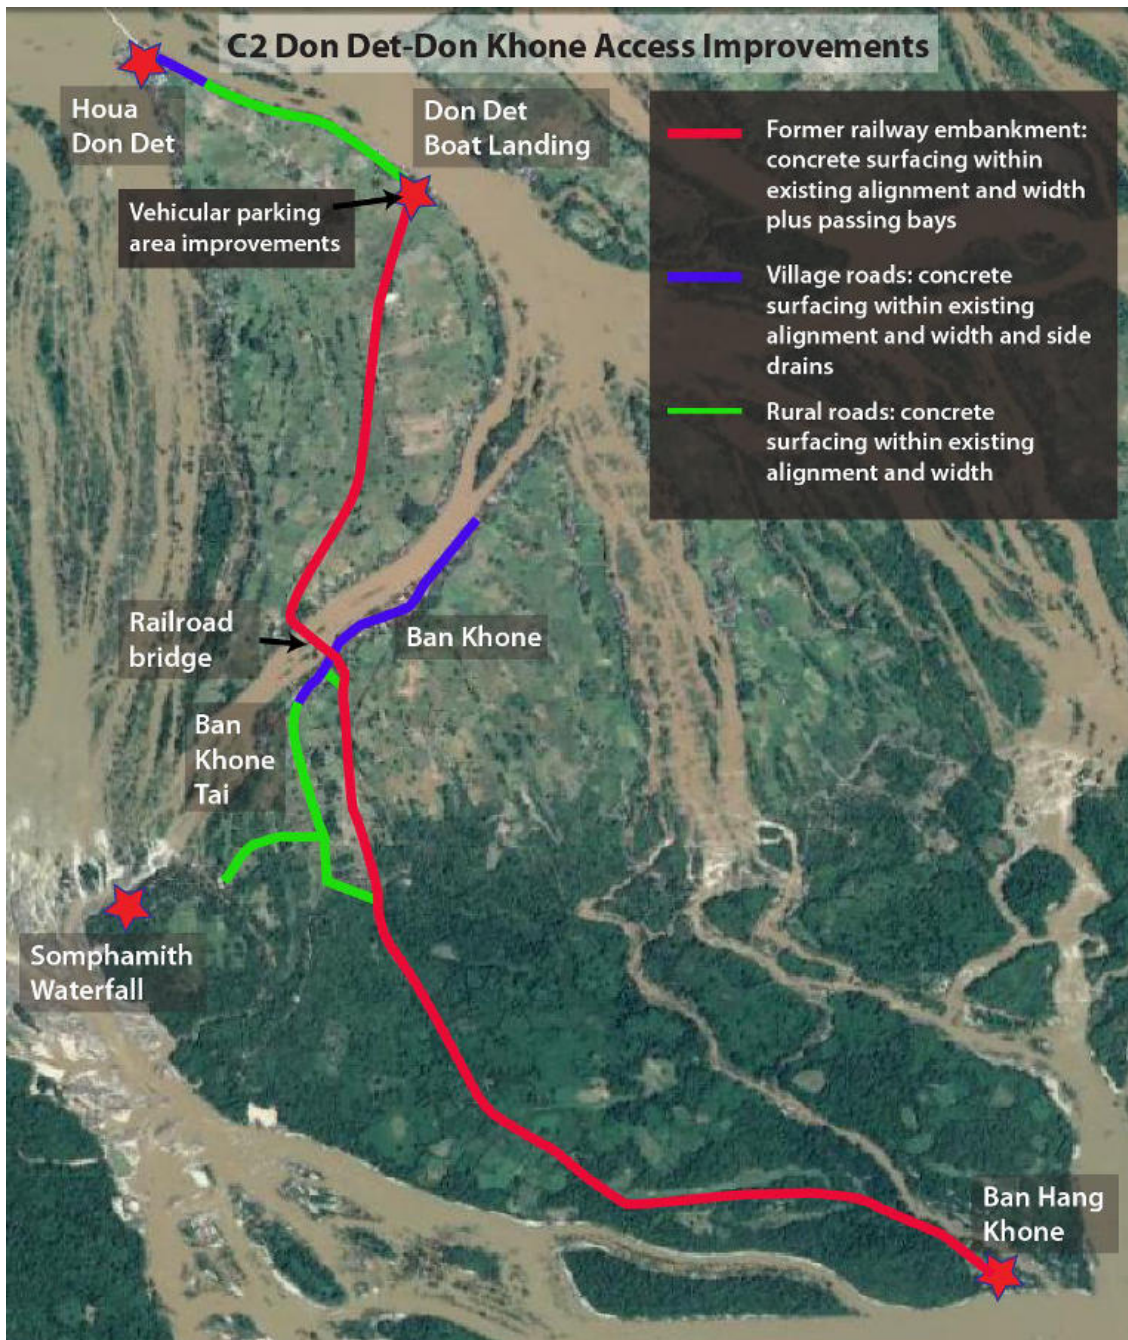 C2 Don Det-Don Khone Access Improvements
Houa
Don Det
Don Det
Boat Landing
Vehicular parking
area improvements
Former railway embankment:
concrete surfacing within
existing alignment and width
plus passing bays
Village roads: concrete
surfacing within existing
alignment and width and side
drains
Rural roads: concrete
surfacing within existing
alignment and width
Railroad
bridge
Ban Khone
Ban
Khone
Tai
Somphamith
Waterfall
Ban Hang
Khone